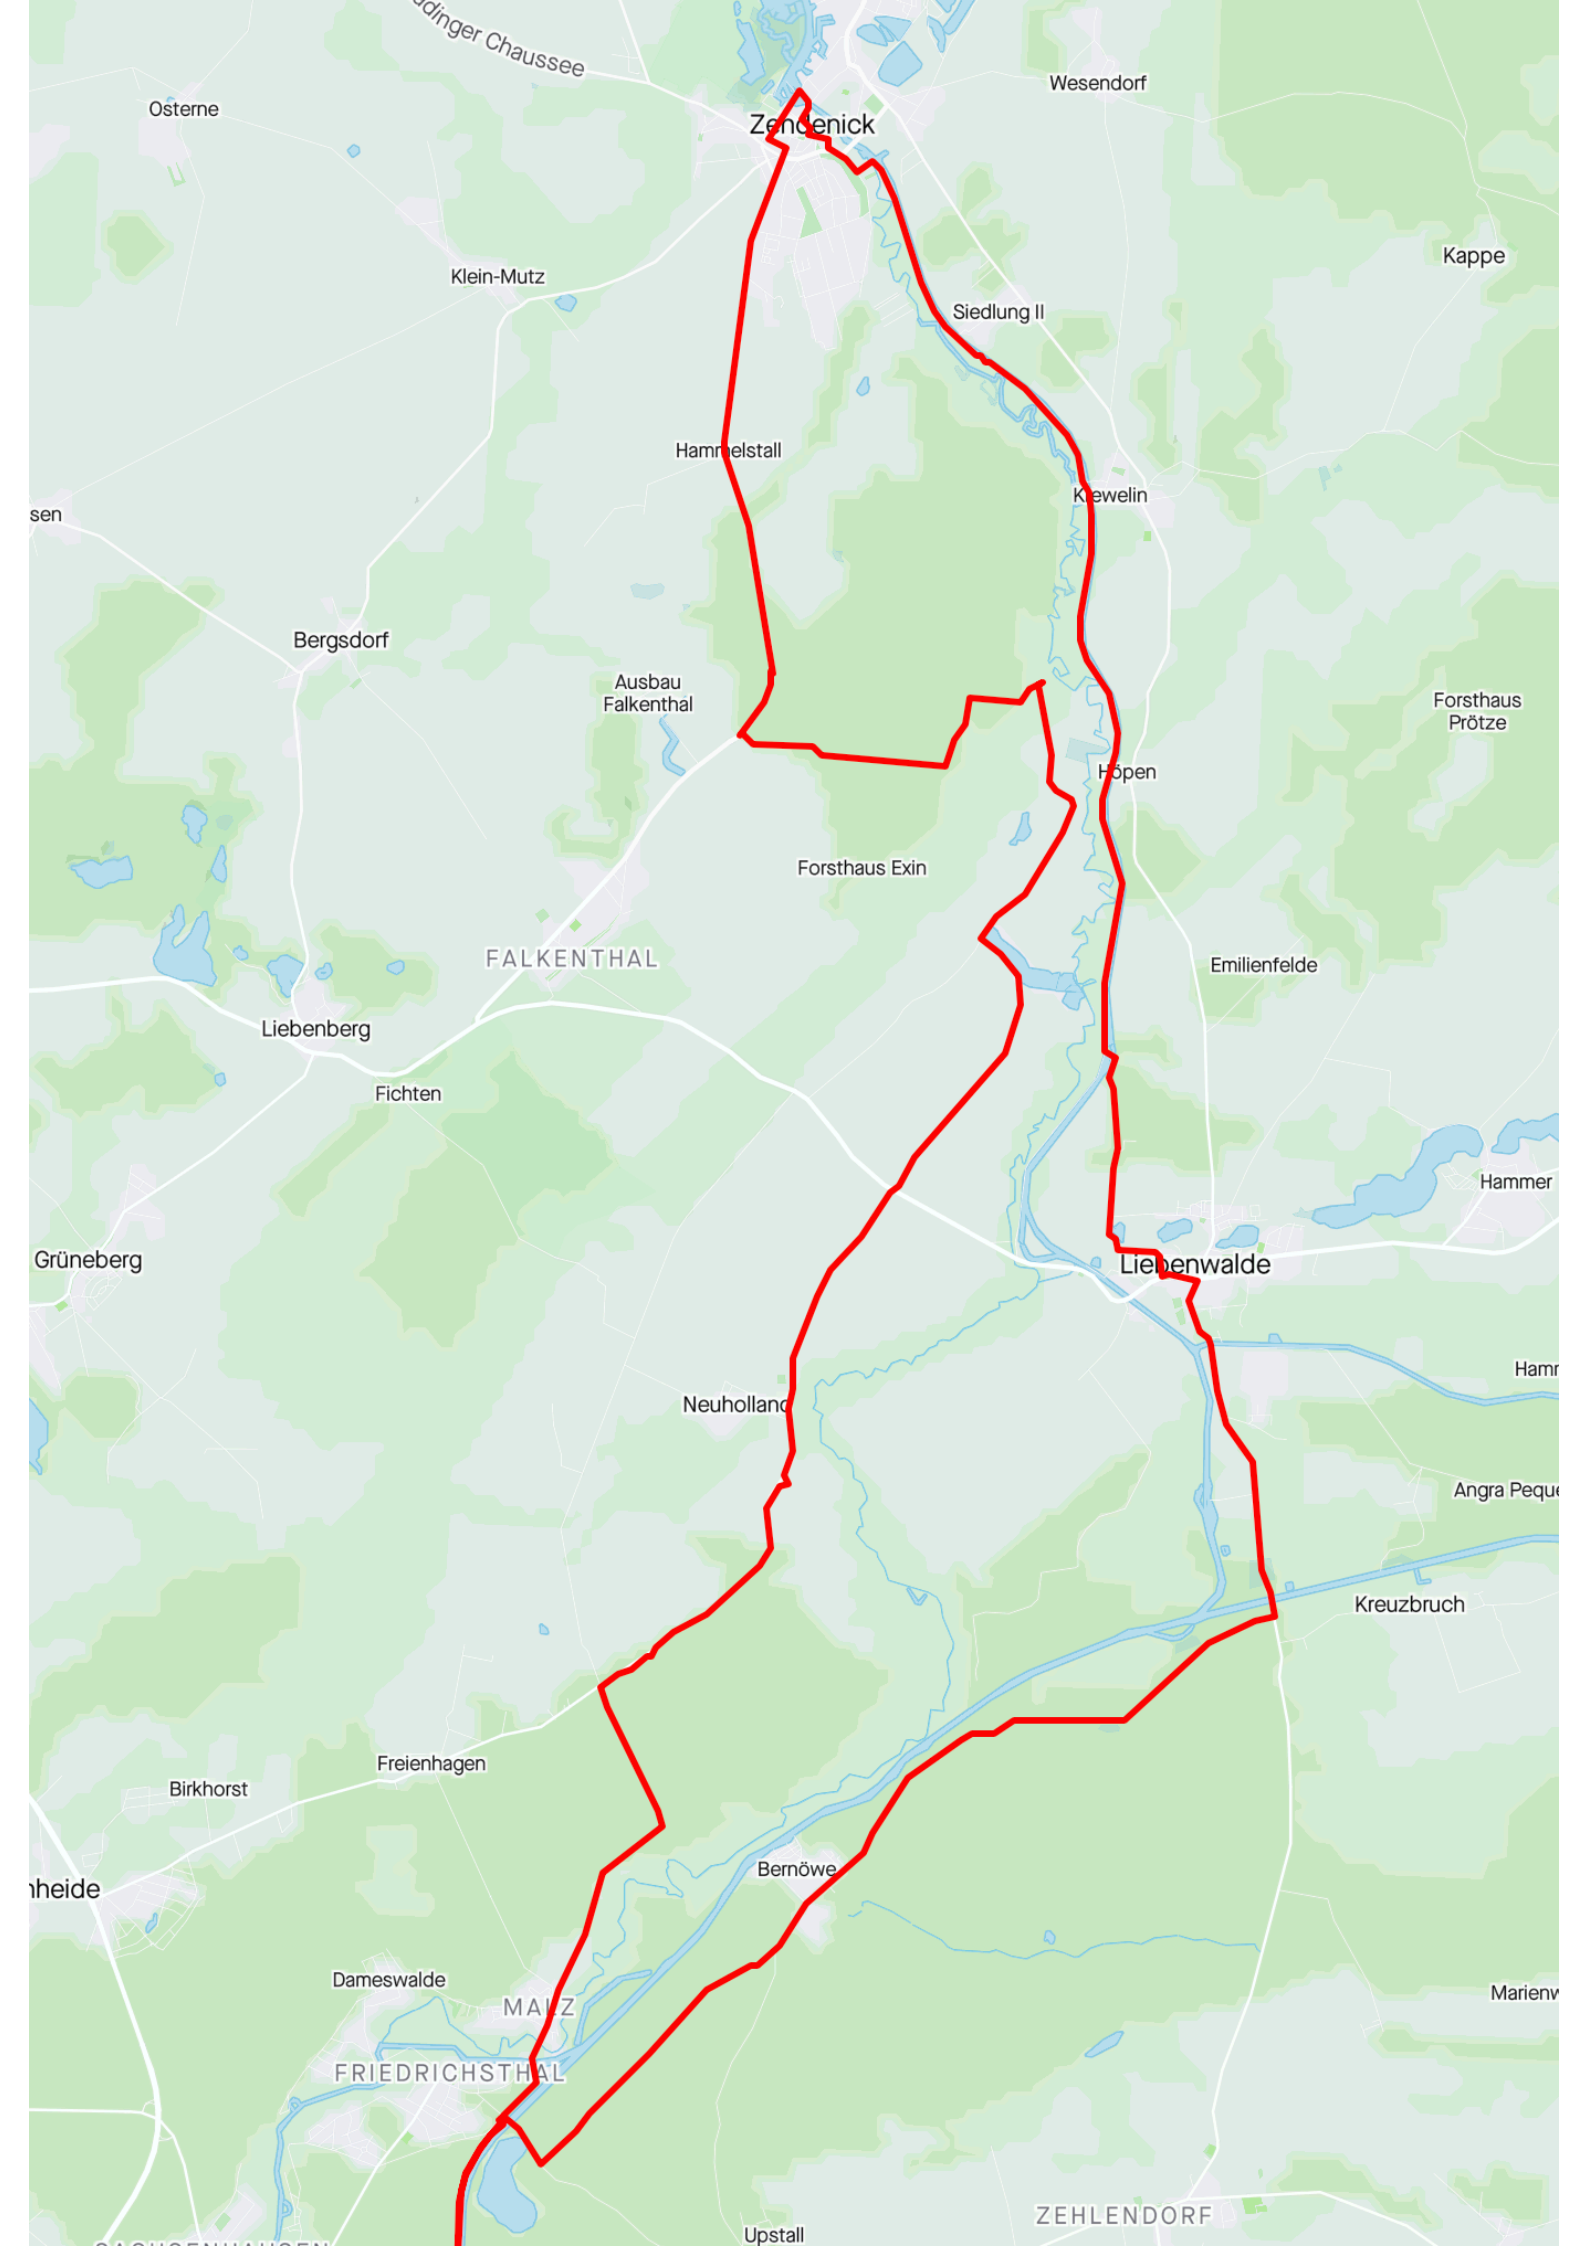 dinger Chaussee
Wesendorf
Osterne
Zehdenick
Kappe
Klein-Mutz
Siedlung II
Hammelstall
Krewelin
sen
Bergsdorf
Ausbau
Falkenthal
Forsthaus
Prötze
Höpen
Forsthaus Exin
FALKENTHAL
Emilienfelde
Liebenberg
Fichten
Hammer
Grüneberg
Liebenwalde
Hamm
Neuholland
Angra Peque
Kreuzbruch
Freienhagen
Birkhorst
Bernöwe
nheide
Dameswalde
Marienw
MALZ
FRIEDRICHSTHAL
ZEHLENDORF
Upstall
SACHSENHAUSEN